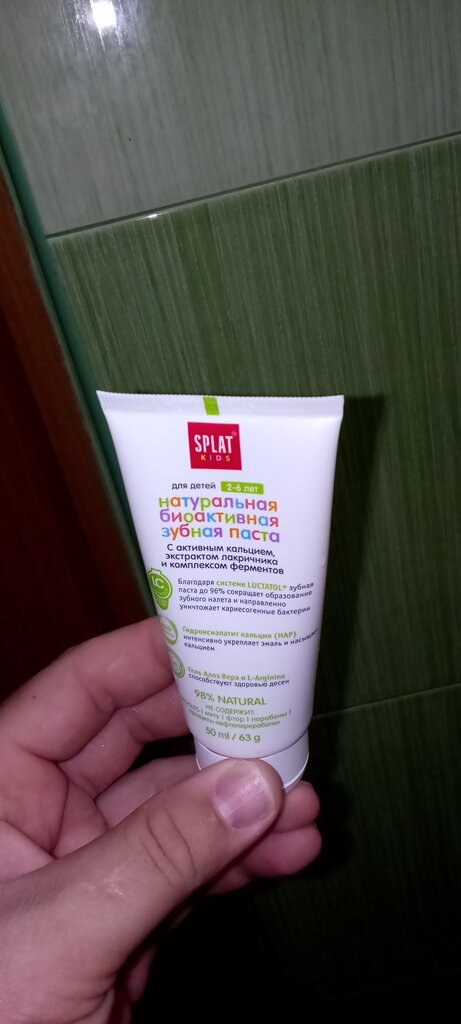 SPLAT
KIDS
для детей 2-6 лет
натуральная
биоактивная
зубная паста
С активным кальцием,
экстрактом лакричника
и комплексом ферментов
LC
Благодаря системе LUCTATOL® зубная
паста до 96% сокращает образование
зубного налета и направленно
уничтожает кариесогенные бактерии
Гидроксиапатит кальция (HAP)
интенсивно укрепляет эмаль и насыщает
кальцием
Гель Алоэ Вера и L-Arginine
способствуют здоровью десен
98% NATURAL
НЕ СОДЕРЖИТ:
| мяту | фтор | парабены |
продукты нефтепереработки
50 ml / 63 g